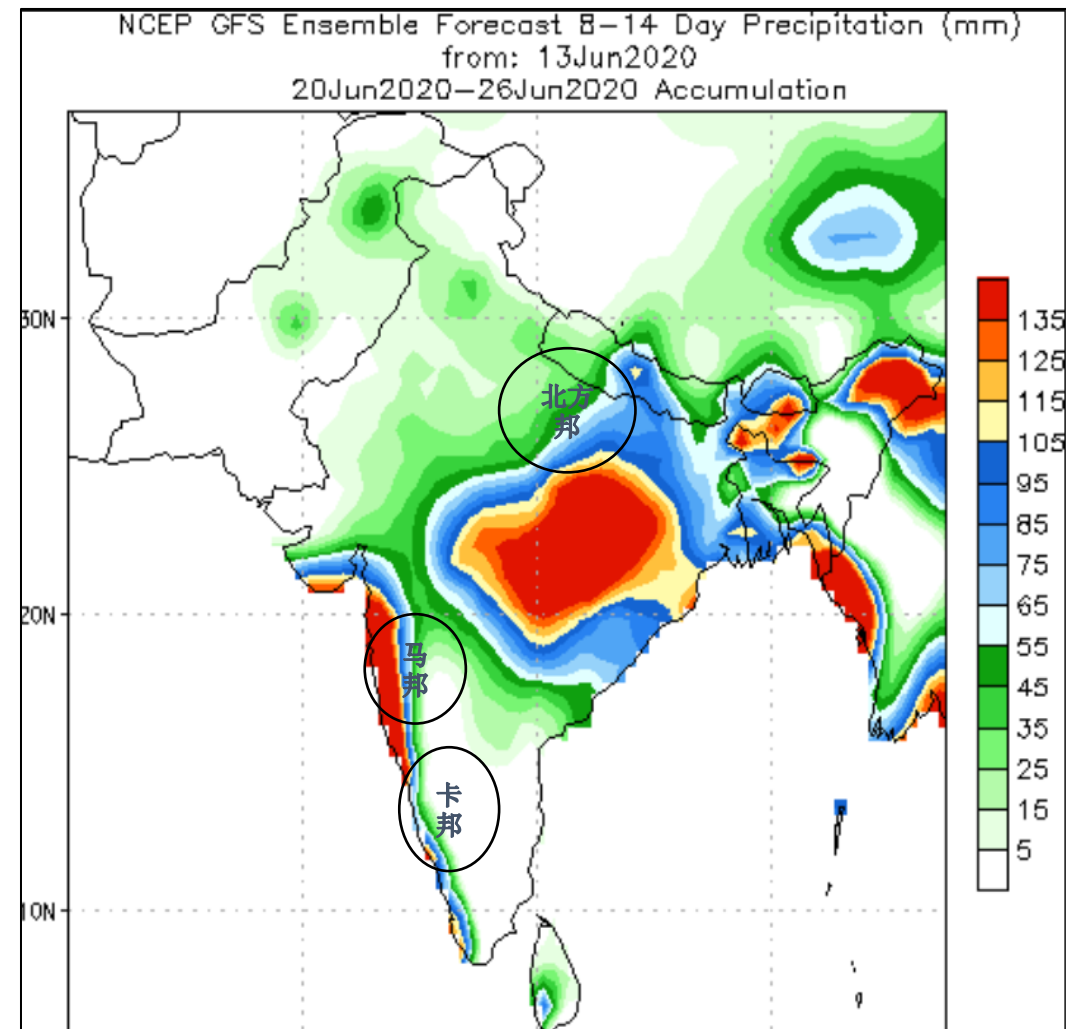 NCEP GFS Ensemble Forecast 8-14 Day Precipitation (mm)
from: 13Jun2020
20Jun2020-26Jun2020 Accumulation
30N
20N
10N
北方
邦
马
邦
卡
邦
135
125
115
105
95
85
75
65
55
45
35
25
15
5